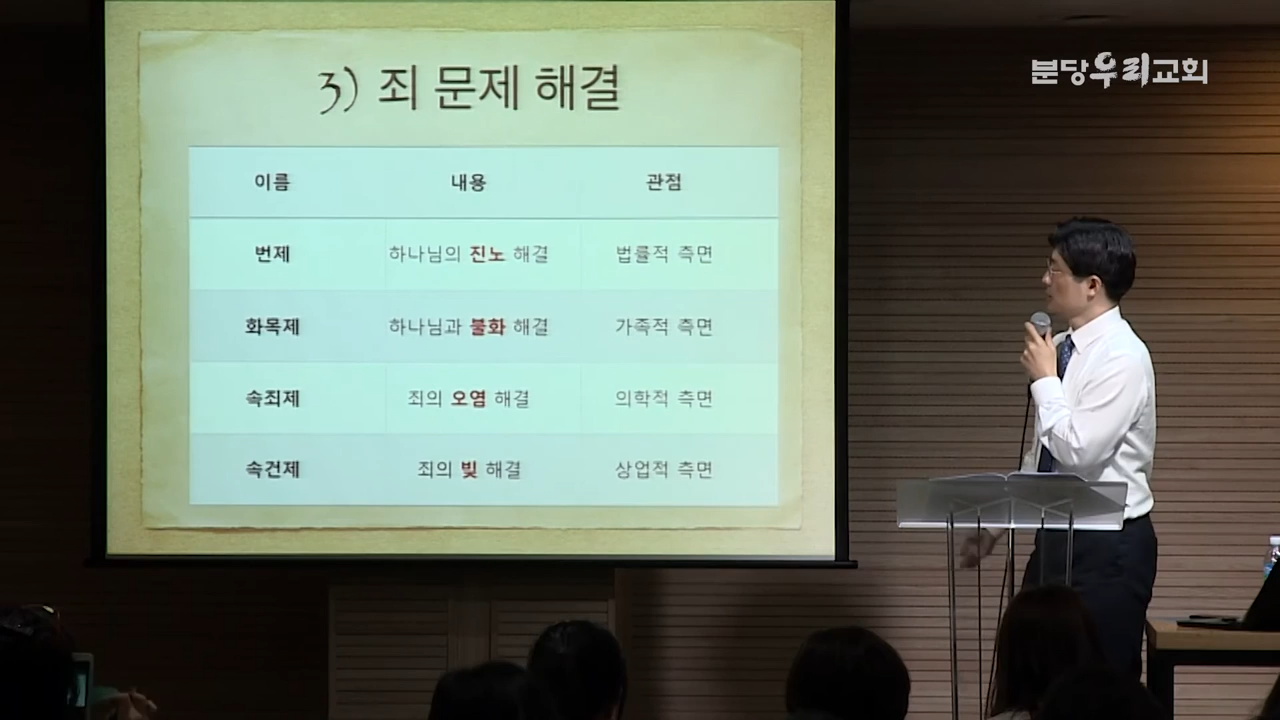 분당우리교회
3) 죄 문제 해결
이름 내용 관점
번제 하나님의 진노 해결 법률적 측면
화목제 하나님과 불화 해결 가족적 측면
속죄제 죄의 오염 해결 의학적 측면
속건제 죄의 빚 해결 상업적 측면